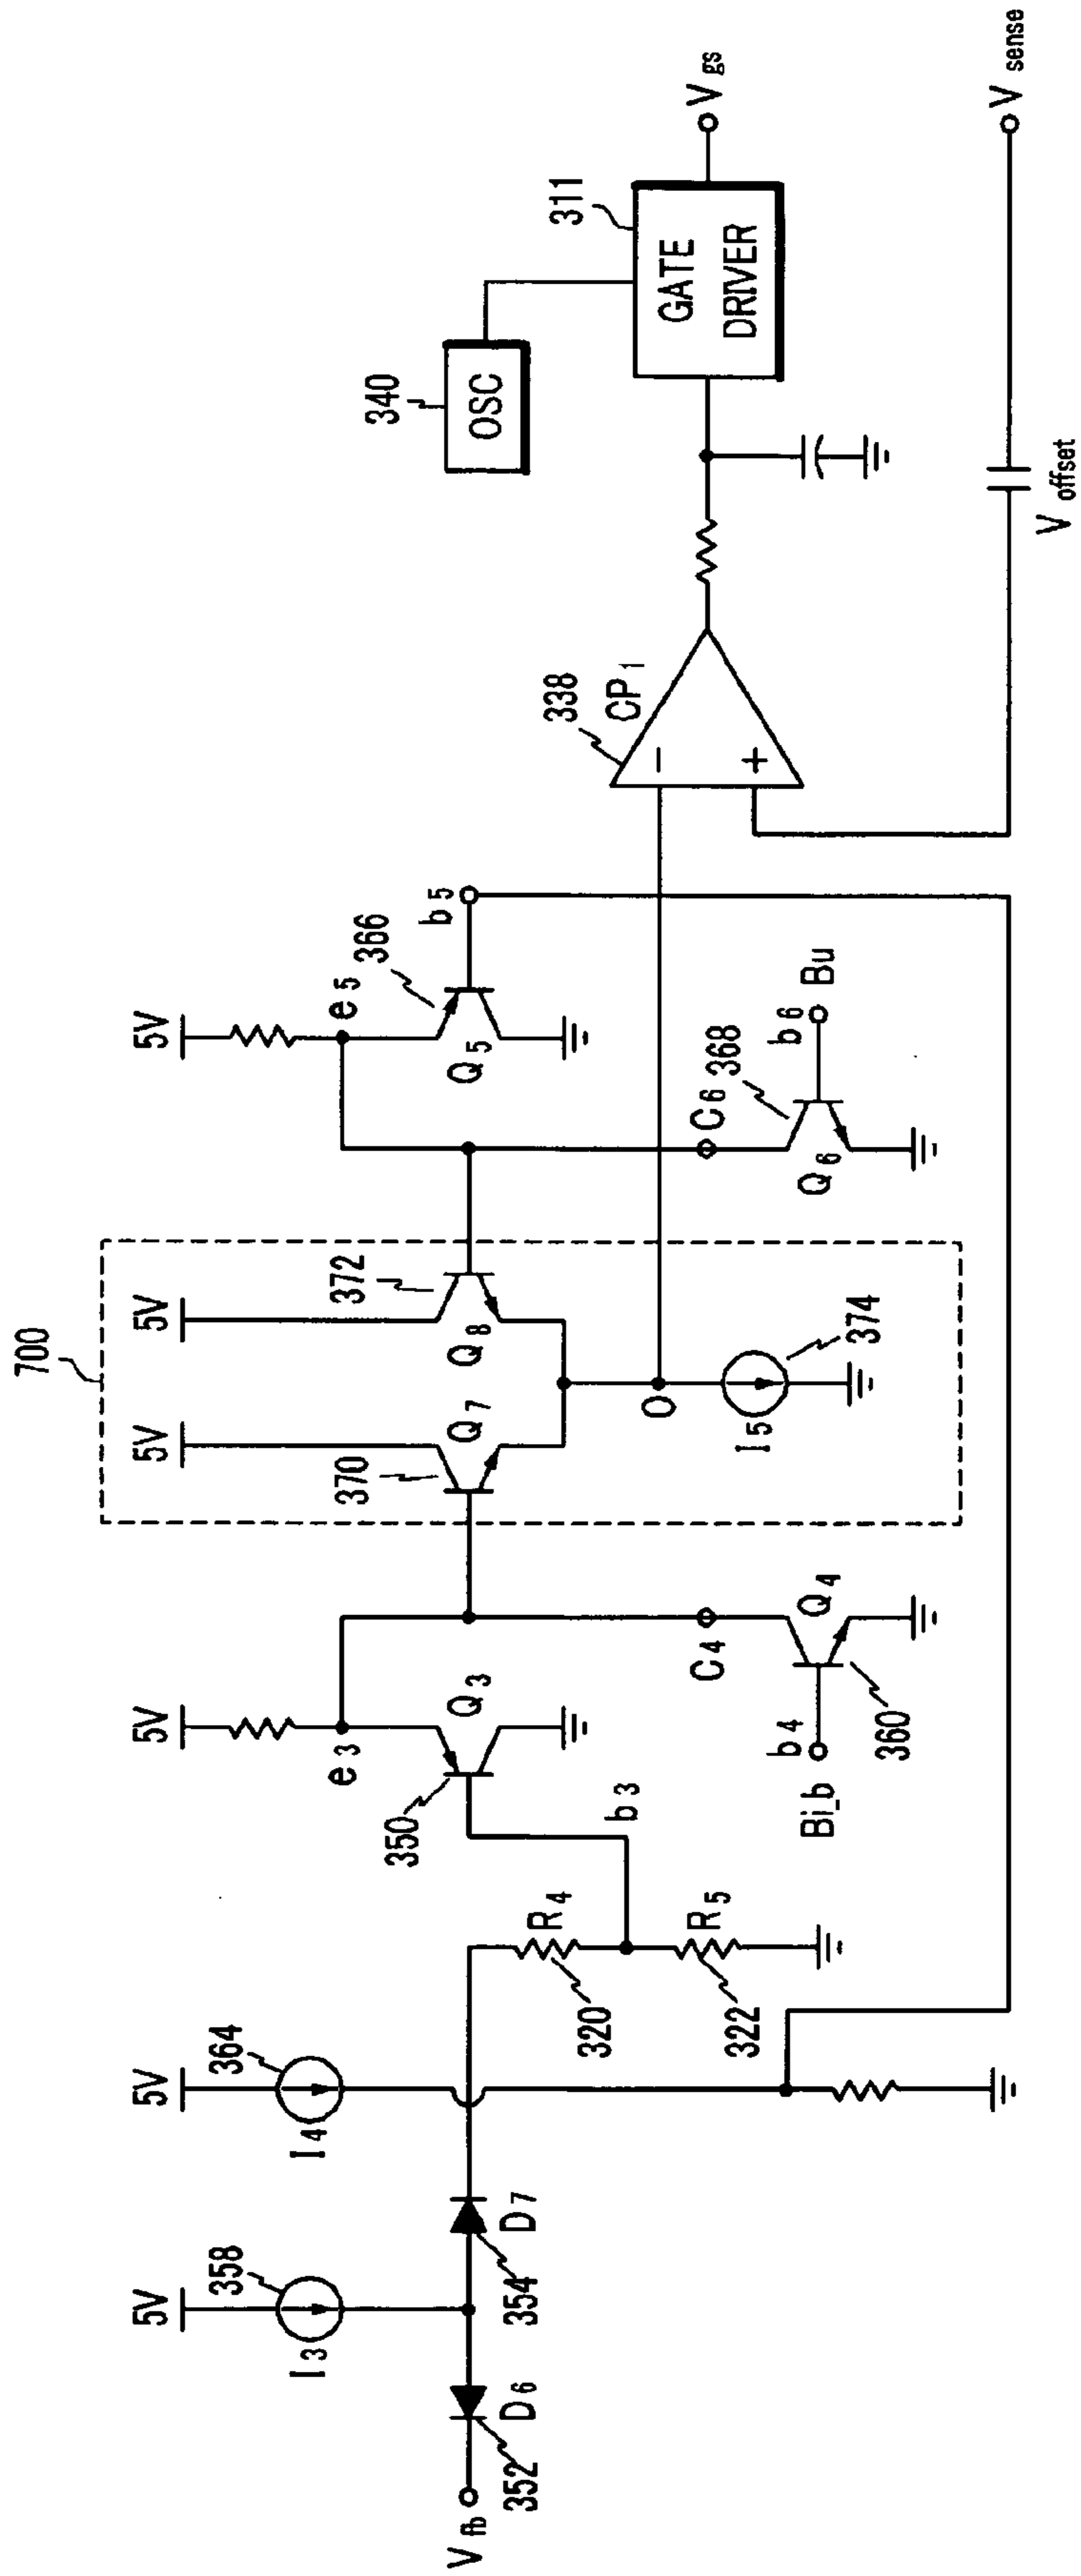 700
5V
5V
5V
5V
5V
5V
358
I3
364
I4
Vfb
D6
352
D7
354
R4
320
R5
322
b3
350
Q3
e3
C4
Q4
b4
Bi_b
360
370
Q7
Q8
372
O
I5
374
e5
366
b5
Q5
C6
368
b6
Bu
Q6
338
CP1
−
+
340
OSC
311
GATE
DRIVER
Vgs
Voffset
Vsense